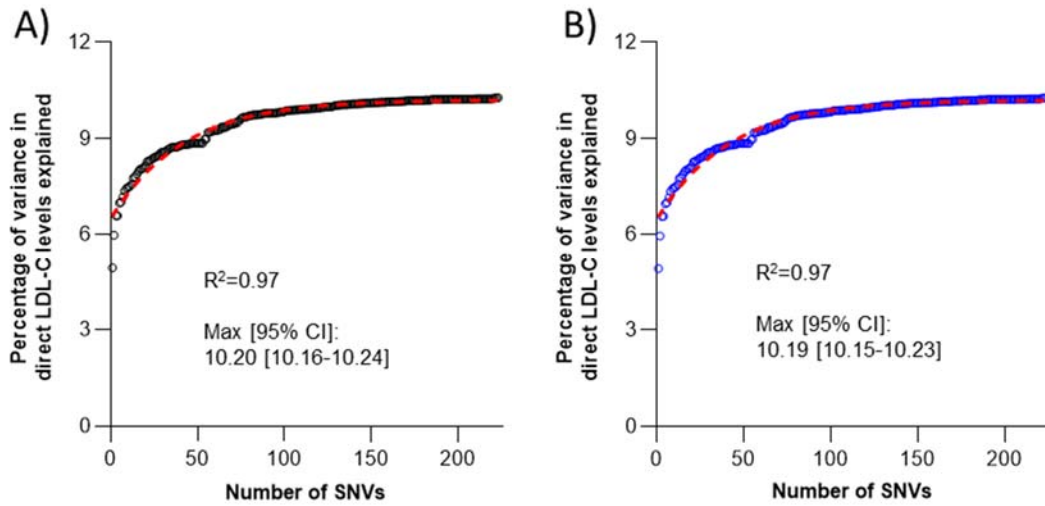 A)
Percentage of variance in
direct LDL-C levels explained
12
9
6
3
0
R²=0.97
Max [95% CI]:
10.20 [10.16-10.24]
0 50 100 150 200
Number of SNVs
B)
Percentage of variance in
direct LDL-C levels explained
12
9
6
3
0
R²=0.97
Max [95% CI]:
10.19 [10.15-10.23]
0 50 100 150 200
Number of SNVs